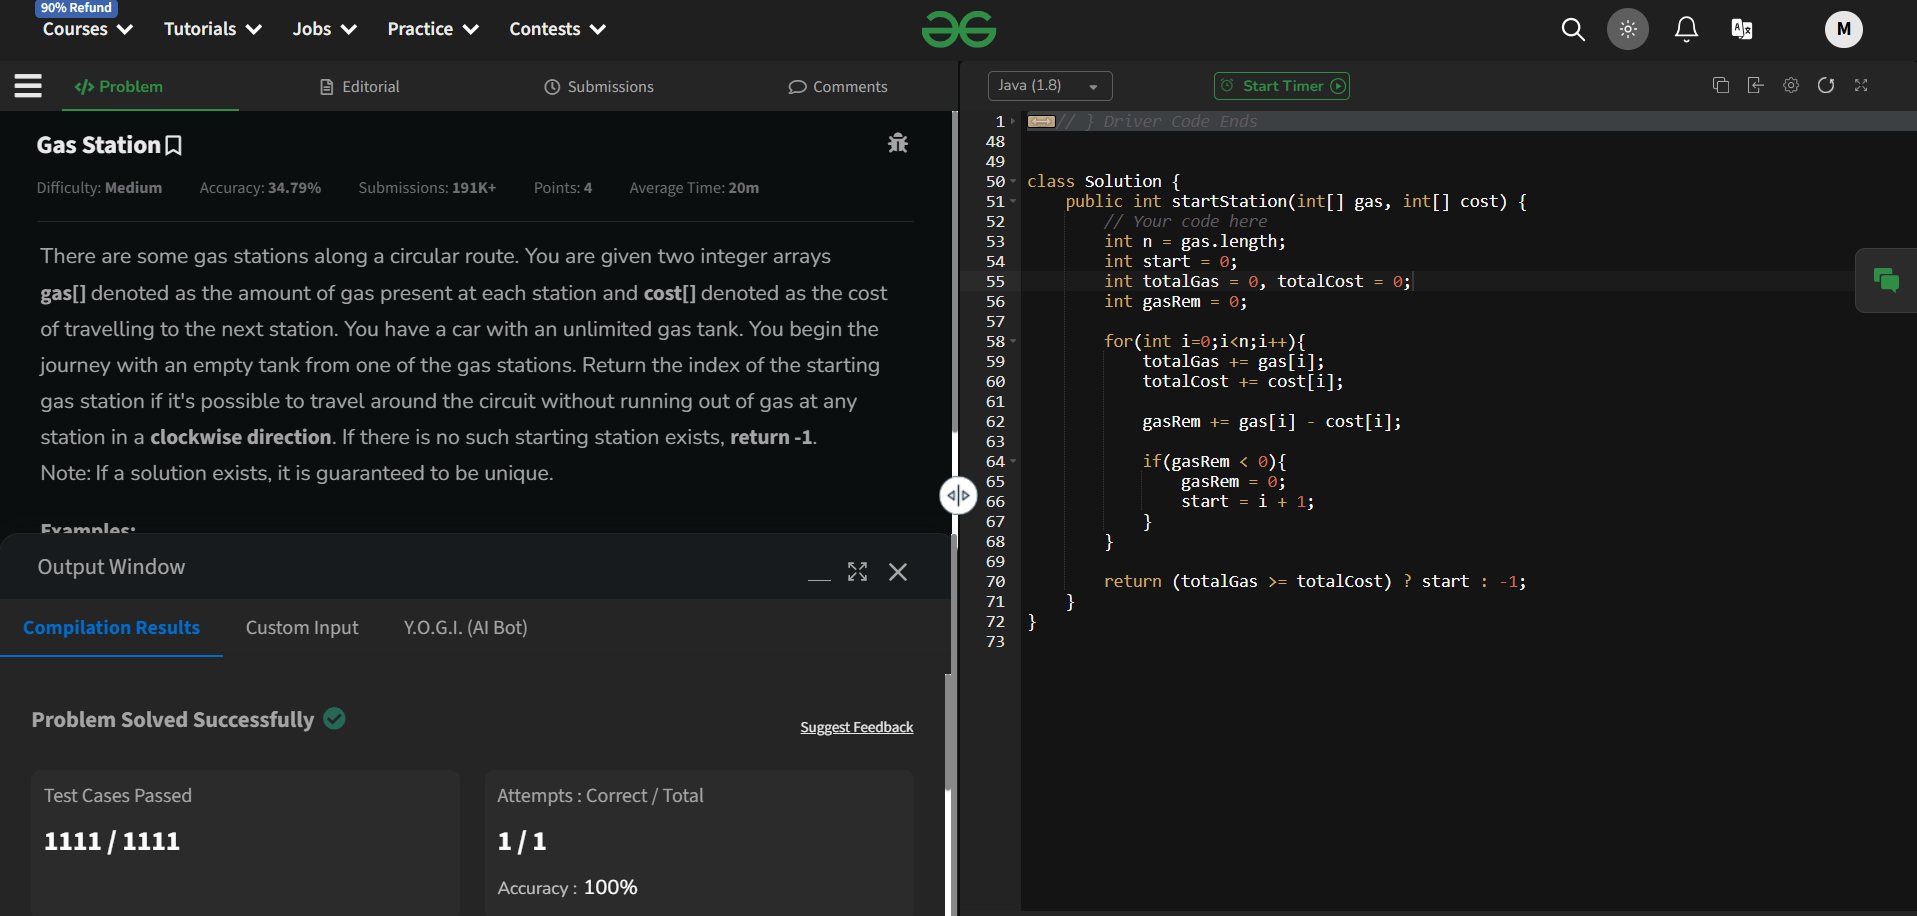 90% Refund
Courses Tutorials Jobs Practice Contests
M
</> Problem Editorial Submissions Comments
Java (1.8) Start Timer
Gas Station
Difficulty: Medium Accuracy: 34.79% Submissions: 191K+ Points: 4 Average Time: 20m
There are some gas stations along a circular route. You are given two integer arrays
gas[] denoted as the amount of gas present at each station and cost[] denoted as the cost
of travelling to the next station. You have a car with an unlimited gas tank. You begin the
journey with an empty tank from one of the gas stations. Return the index of the starting
gas station if it's possible to travel around the circuit without running out of gas at any
station in a clockwise direction. If there is no such starting station exists, return -1.
Note: If a solution exists, it is guaranteed to be unique.
Examples:
Output Window
Compilation Results Custom Input Y.O.G.I. (AI Bot)
Problem Solved Successfully
Suggest Feedback
Test Cases Passed
1111 / 1111
Attempts : Correct / Total
1 / 1
Accuracy : 100%
1 // } Driver Code Ends
48
49
50 class Solution {
51 public int startStation(int[] gas, int[] cost) {
52 // Your code here
53 int n = gas.length;
54 int start = 0;
55 int totalGas = 0, totalCost = 0;
56 int gasRem = 0;
57
58 for(int i=0;i<n;i++){
59 totalGas += gas[i];
60 totalCost += cost[i];
61
62 gasRem += gas[i] - cost[i];
63
64 if(gasRem < 0){
65 gasRem = 0;
66 start = i + 1;
67 }
68 }
69
70 return (totalGas >= totalCost) ? start : -1;
71 }
72 }
73